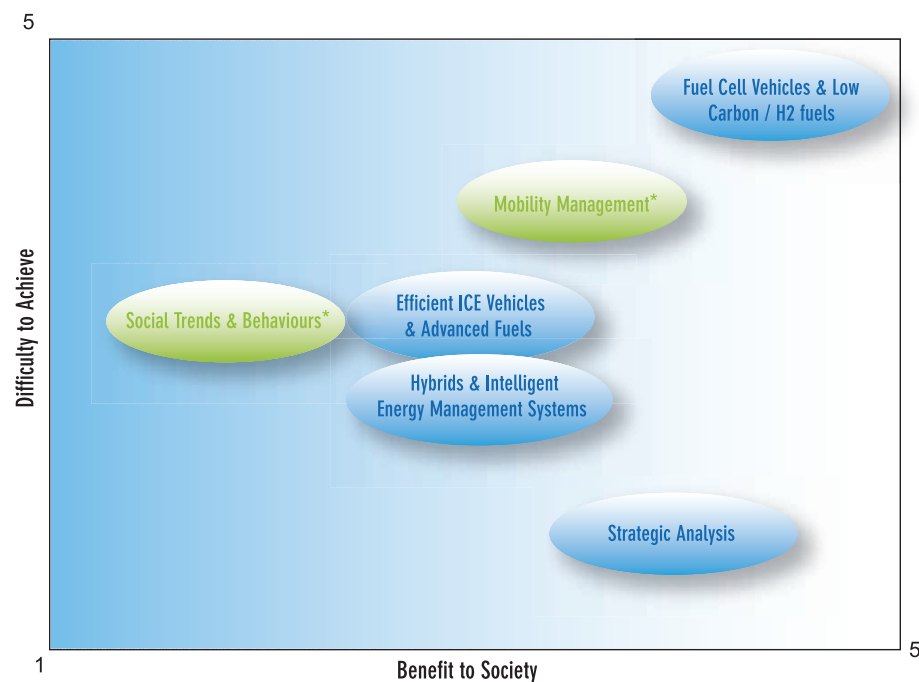 5
Fuel Cell Vehicles & Low
Carbon / H2 fuels
Mobility Management*
Difficulty to Achieve
Social Trends & Behaviours*
Efficient ICE Vehicles
& Advanced Fuels
Hybrids & Intelligent
Energy Management Systems
Strategic Analysis
1
Benefit to Society
5